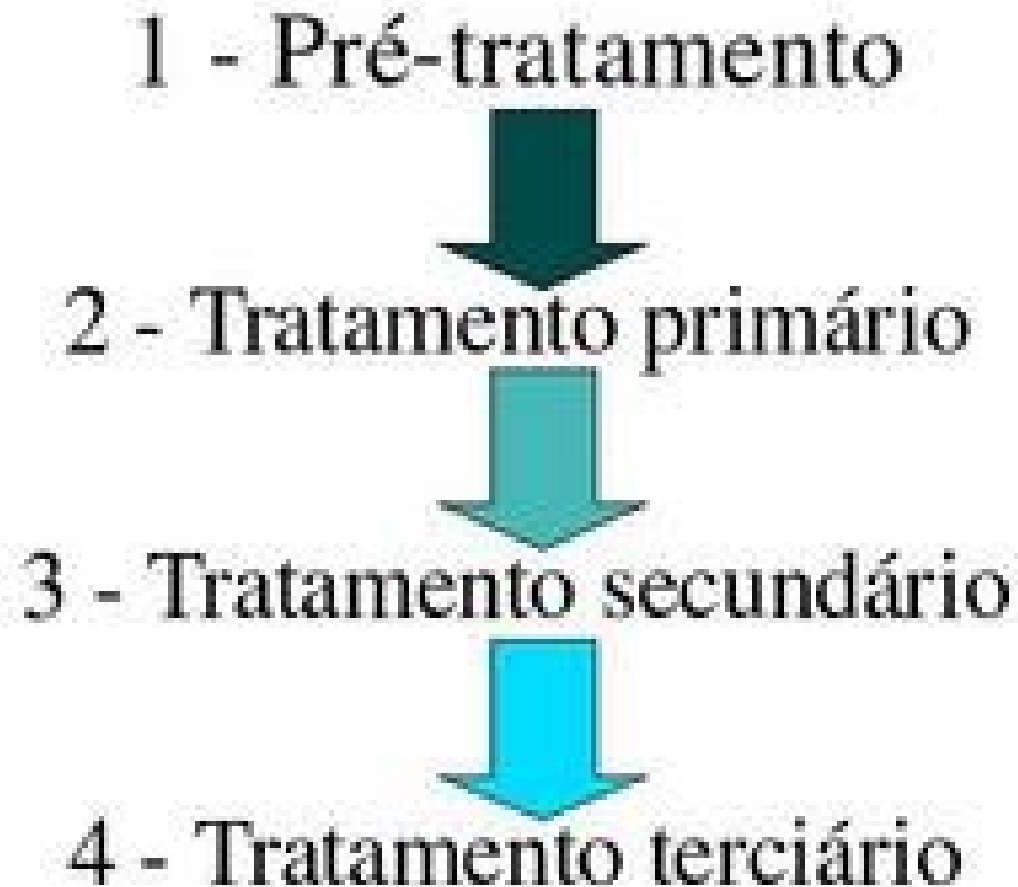 1 - Pré-tratamento
2 - Tratamento primário
3 - Tratamento secundário
4 - Tratamento terciário